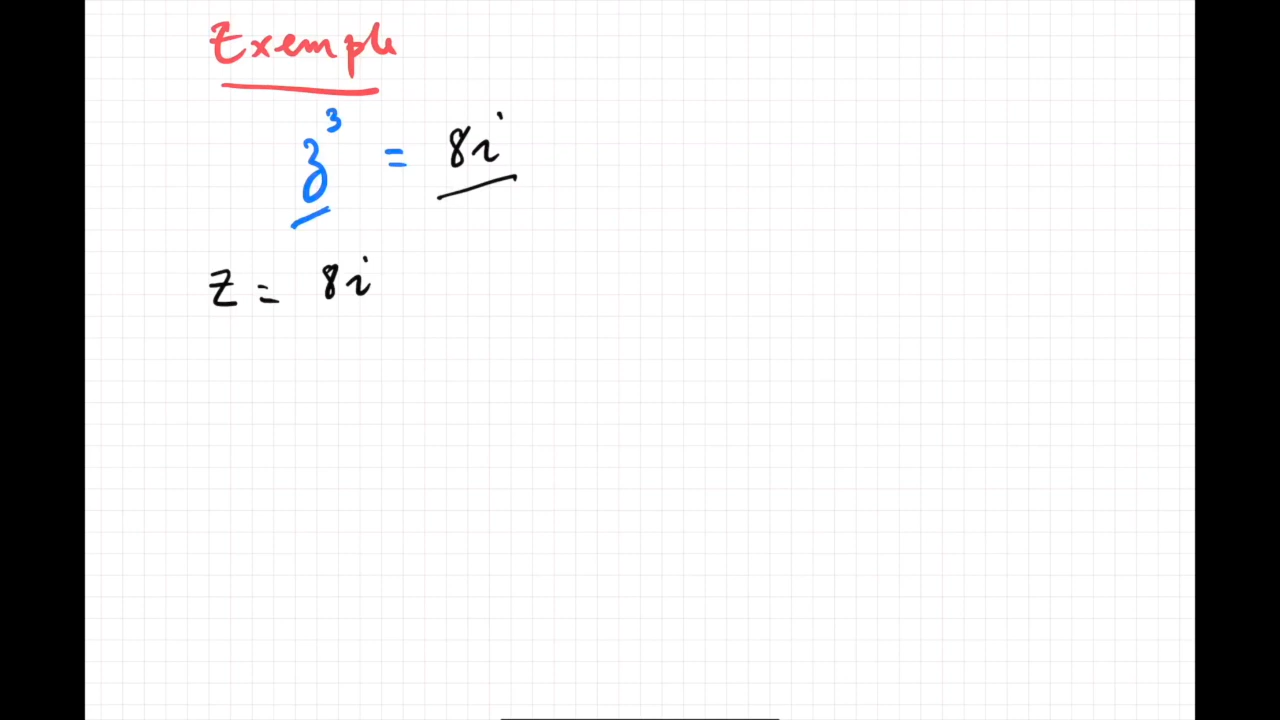 Exemple
z³ = 8i
Z = 8i